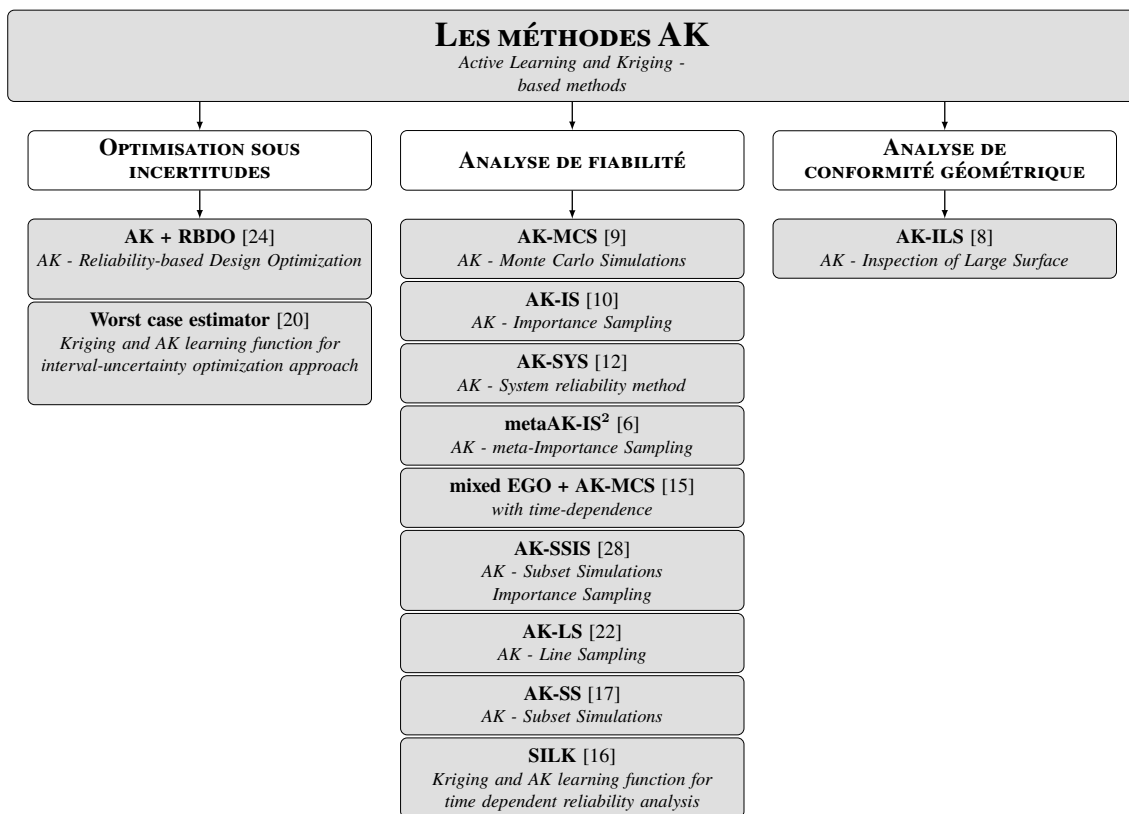 LES MÉTHODES AK
Active Learning and Kriging -
based methods
OPTIMISATION SOUS
INCERTITUDES
AK + RBDO [24]
AK - Reliability-based Design Optimization
Worst case estimator [20]
Kriging and AK learning function for
interval-uncertainty optimization approach
ANALYSE DE FIABILITÉ
AK-MCS [9]
AK - Monte Carlo Simulations
AK-IS [10]
AK - Importance Sampling
AK-SYS [12]
AK - System reliability method
metaAK-IS² [6]
AK - meta-Importance Sampling
mixed EGO + AK-MCS [15]
with time-dependence
AK-SSIS [28]
AK - Subset Simulations
Importance Sampling
AK-LS [22]
AK - Line Sampling
AK-SS [17]
AK - Subset Simulations
SILK [16]
Kriging and AK learning function for
time dependent reliability analysis
ANALYSE DE
CONFORMITÉ GÉOMÉTRIQUE
AK-ILS [8]
AK - Inspection of Large Surface